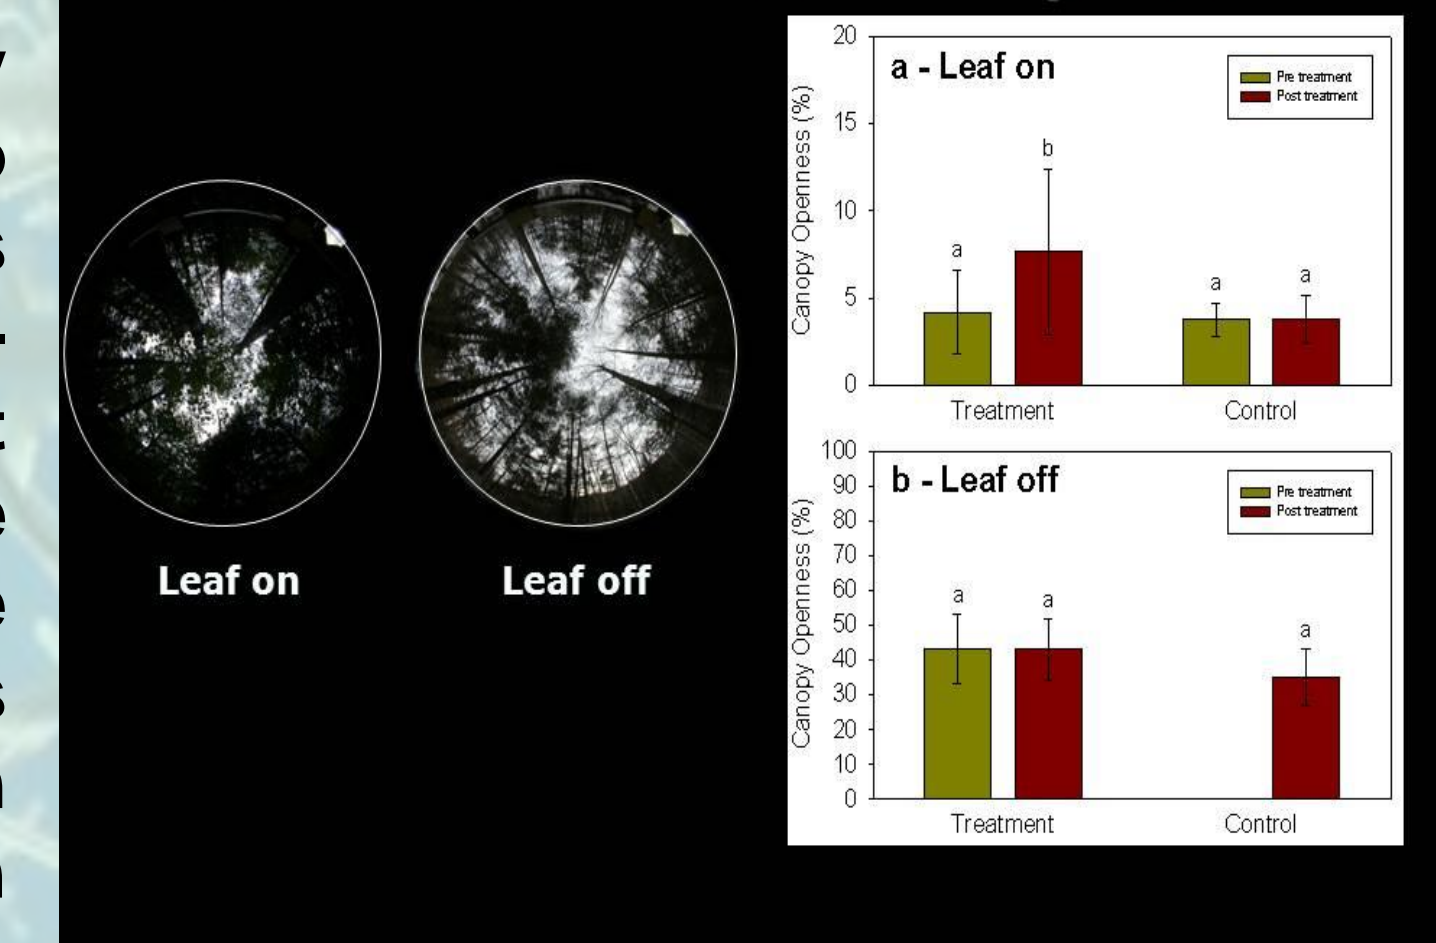 Leaf on
Leaf off
a - Leaf on
Pre treatment
Post treatment
Canopy Openness (%)
20
15
10
5
0
a
b
a
a
Treatment
Control
b - Leaf off
Pre treatment
Post treatment
Canopy Openness (%)
100
90
80
70
60
50
40
30
20
10
0
a
a
a
Treatment
Control